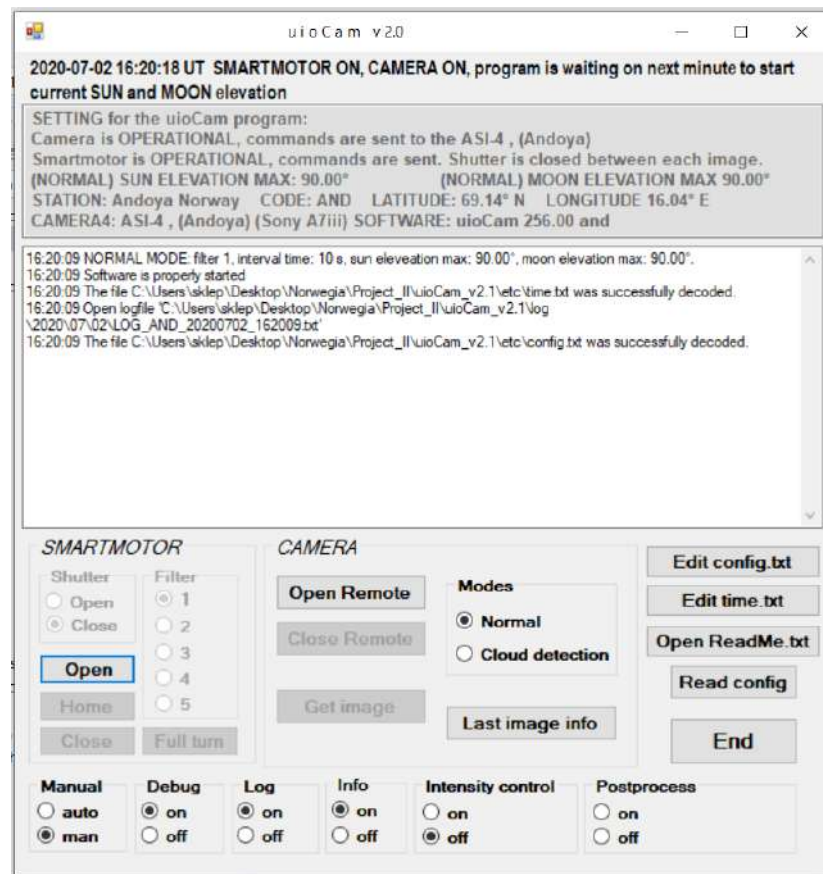 uioCam v2.0
2020-07-02 16:20:18 UT SMARTMOTOR ON, CAMERA ON, program is waiting on next minute to start
current SUN and MOON elevation
SETTING for the uioCam program:
Camera is OPERATIONAL, commands are sent to the ASI-4 , (Andoya)
Smartmotor is OPERATIONAL, commands are sent. Shutter is closed between each image.
(NORMAL) SUN ELEVATION MAX: 90.00° (NORMAL) MOON ELEVATION MAX 90.00°
STATION: Andoya Norway CODE: AND LATITUDE: 69.14° N LONGITUDE 16.04° E
CAMERA4: ASI-4 , (Andoya) (Sony A7iii) SOFTWARE: uioCam 256.00 and
16:20:09 NORMAL MODE: filter 1, interval time: 10 s, sun eleveation max: 90.00°, moon elevation max: 90.00°.
16:20:09 Software is properly started
16:20:09 The file C:\Users\sklep\Desktop\Norwegia\Project_II\uioCam_v2.1\etc\time.txt was successfully decoded.
16:20:09 Open logfile 'C:\Users\sklep\Desktop\Norwegia\Project_II\uioCam_v2.1\log
\2020\07\02\LOG_AND_20200702_162009.txt'
16:20:09 The file C:\Users\sklep\Desktop\Norwegia\Project_II\uioCam_v2.1\etc\config.txt was successfully decoded.
SMARTMOTOR
Shutter
Open
Close
Filter
1
2
3
4
5
Open
Home
Close
Full turn
CAMERA
Open Remote
Close Remote
Get image
Modes
Normal
Cloud detection
Last image info
Edit config.txt
Edit time.txt
Open ReadMe.txt
Read config
End
Manual
auto
man
Debug
on
off
Log
on
off
Info
on
off
Intensity control
on
off
Postprocess
on
off